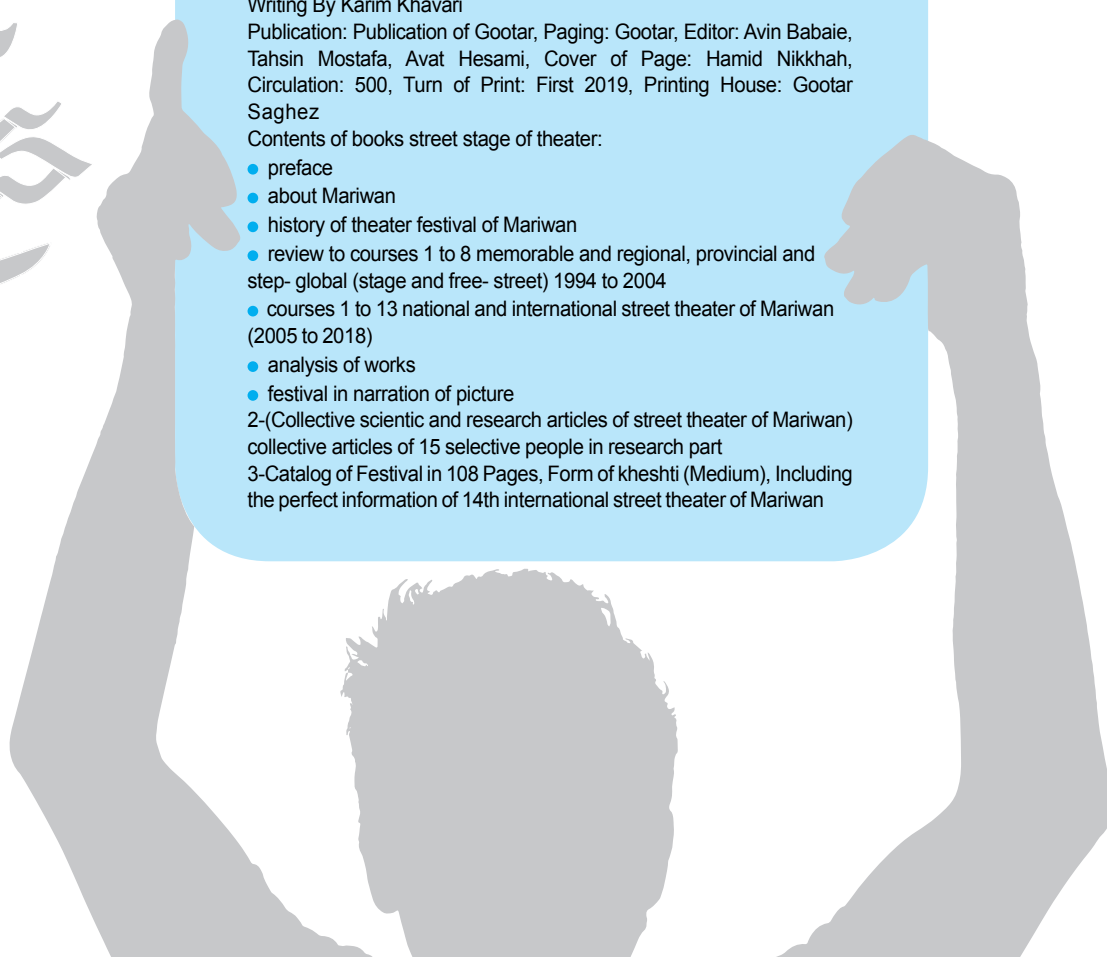 Writing By Karim Khavari
Publication: Publication of Gootar, Paging: Gootar, Editor: Avin Babaie,
Tahsin Mostafa, Avat Hesami, Cover of Page: Hamid Nikkhah,
Circulation: 500, Turn of Print: First 2019, Printing House: Gootar
Saghez
Contents of books street stage of theater:
● preface
● about Mariwan
● history of theater festival of Mariwan
● review to courses 1 to 8 memorable and regional, provincial and
step- global (stage and free- street) 1994 to 2004
● courses 1 to 13 national and international street theater of Mariwan
(2005 to 2018)
● analysis of works
● festival in narration of picture
2-(Collective scientic and research articles of street theater of Mariwan)
collective articles of 15 selective people in research part
3-Catalog of Festival in 108 Pages, Form of kheshti (Medium), Including
the perfect information of 14th international street theater of Mariwan